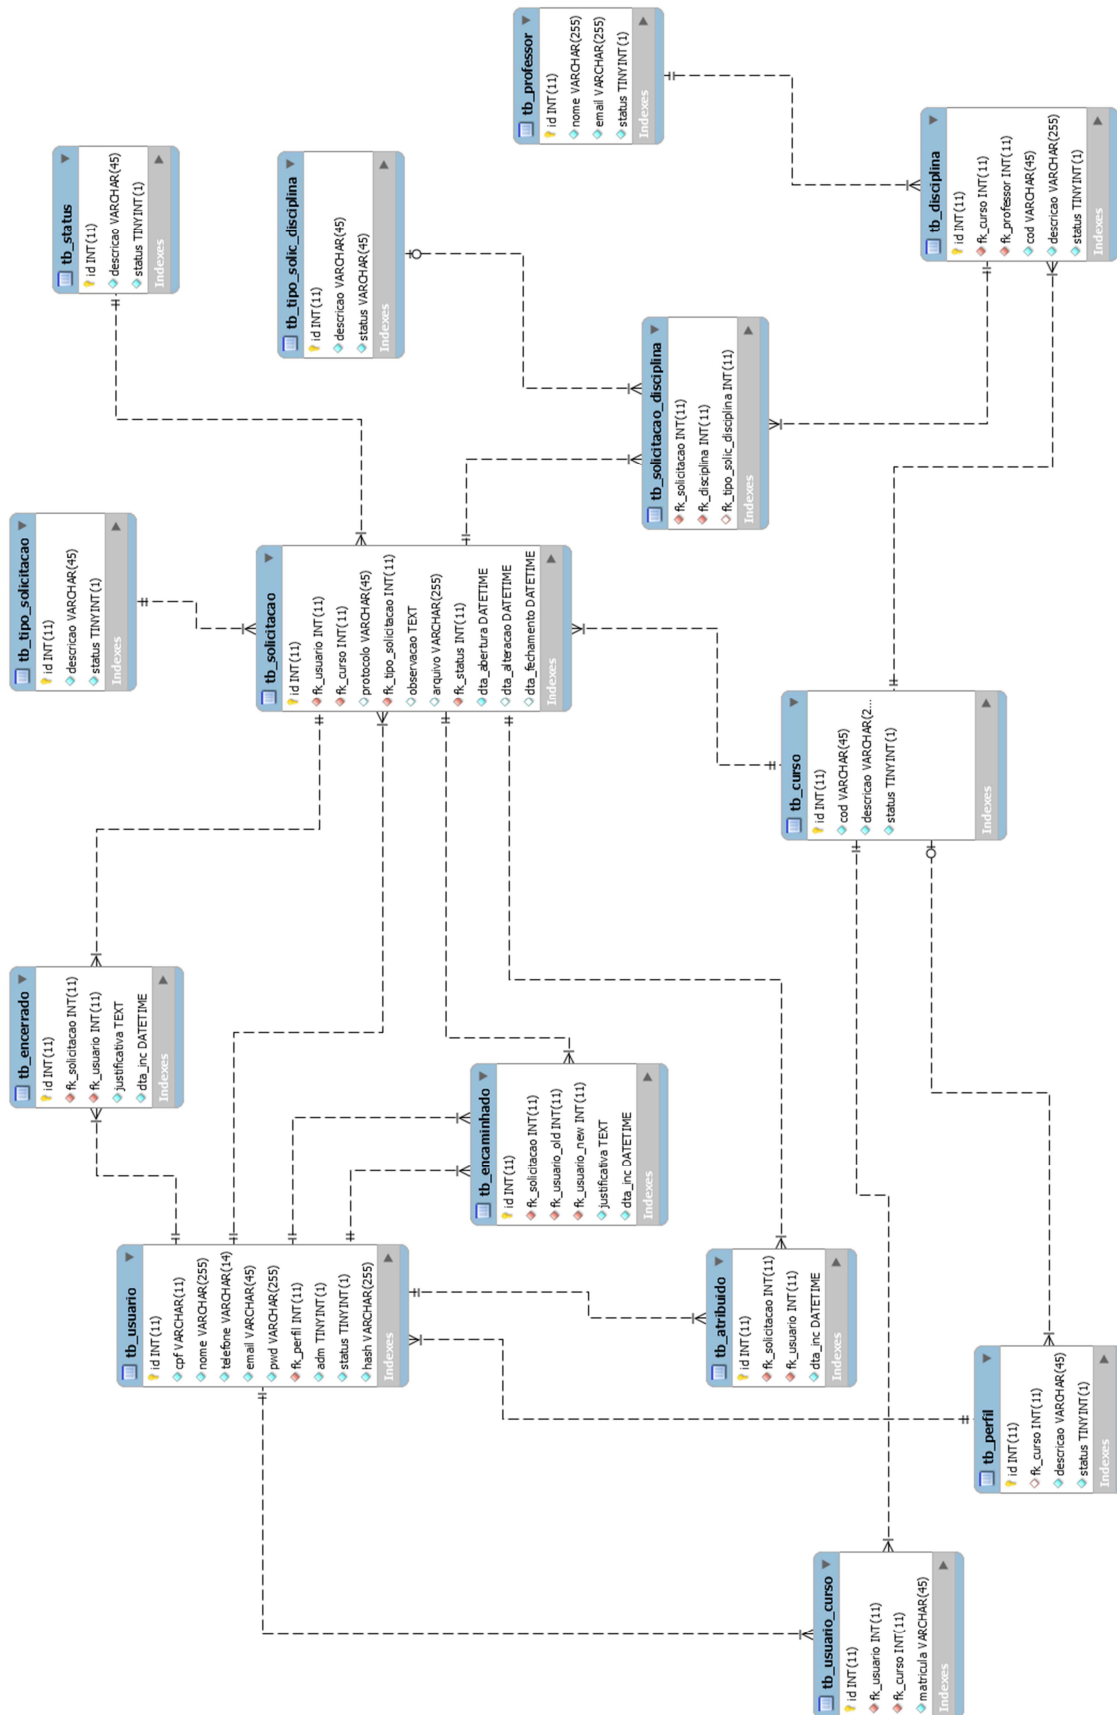 tb_usuario_curso
id INT(11)
fk_usuario INT(11)
fk_curso INT(11)
matricula VARCHAR(45)
Indexes
tb_usuario
id INT(11)
cpf VARCHAR(11)
nome VARCHAR(255)
telefone VARCHAR(14)
email VARCHAR(45)
pwd VARCHAR(255)
fk_perfil INT(11)
adm TINYINT(1)
status TINYINT(1)
hash VARCHAR(255)
Indexes
tb_perfil
id INT(11)
fk_curso INT(11)
descricao VARCHAR(45)
status TINYINT(1)
Indexes
tb_atribuido
id INT(11)
fk_solicitacao INT(11)
fk_usuario INT(11)
dta_inc DATETIME
Indexes
tb_encerrado
id INT(11)
fk_solicitacao INT(11)
fk_usuario INT(11)
justificativa TEXT
dta_inc DATETIME
Indexes
tb_encaminhado
id INT(11)
fk_solicitacao INT(11)
fk_usuario_old INT(11)
fk_usuario_new INT(11)
justificativa TEXT
dta_inc DATETIME
Indexes
tb_tipo_solicitacao
id INT(11)
descricao VARCHAR(45)
status TINYINT(1)
Indexes
tb_solicitacao
id INT(11)
fk_usuario INT(11)
fk_curso INT(11)
protocolo VARCHAR(45)
fk_tipo_solicitacao INT(11)
observacao TEXT
arquivo VARCHAR(255)
fk_status INT(11)
dta_abertura DATETIME
dta_alteracao DATETIME
dta_fechamento DATETIME
Indexes
tb_curso
id INT(11)
cod VARCHAR(45)
descricao VARCHAR(2...
status TINYINT(1)
Indexes
tb_status
id INT(11)
descricao VARCHAR(45)
status TINYINT(1)
Indexes
tb_tipo_solic_disciplina
id INT(11)
descricao VARCHAR(45)
status VARCHAR(45)
Indexes
tb_solicitacao_disciplina
fk_solicitacao INT(11)
fk_disciplina INT(11)
fk_tipo_solic_disciplina INT(11)
Indexes
tb_professor
id INT(11)
nome VARCHAR(255)
email VARCHAR(255)
status TINYINT(1)
Indexes
tb_disciplina
id INT(11)
fk_curso INT(11)
fk_professor INT(11)
cod VARCHAR(45)
descricao VARCHAR(255)
status TINYINT(1)
Indexes